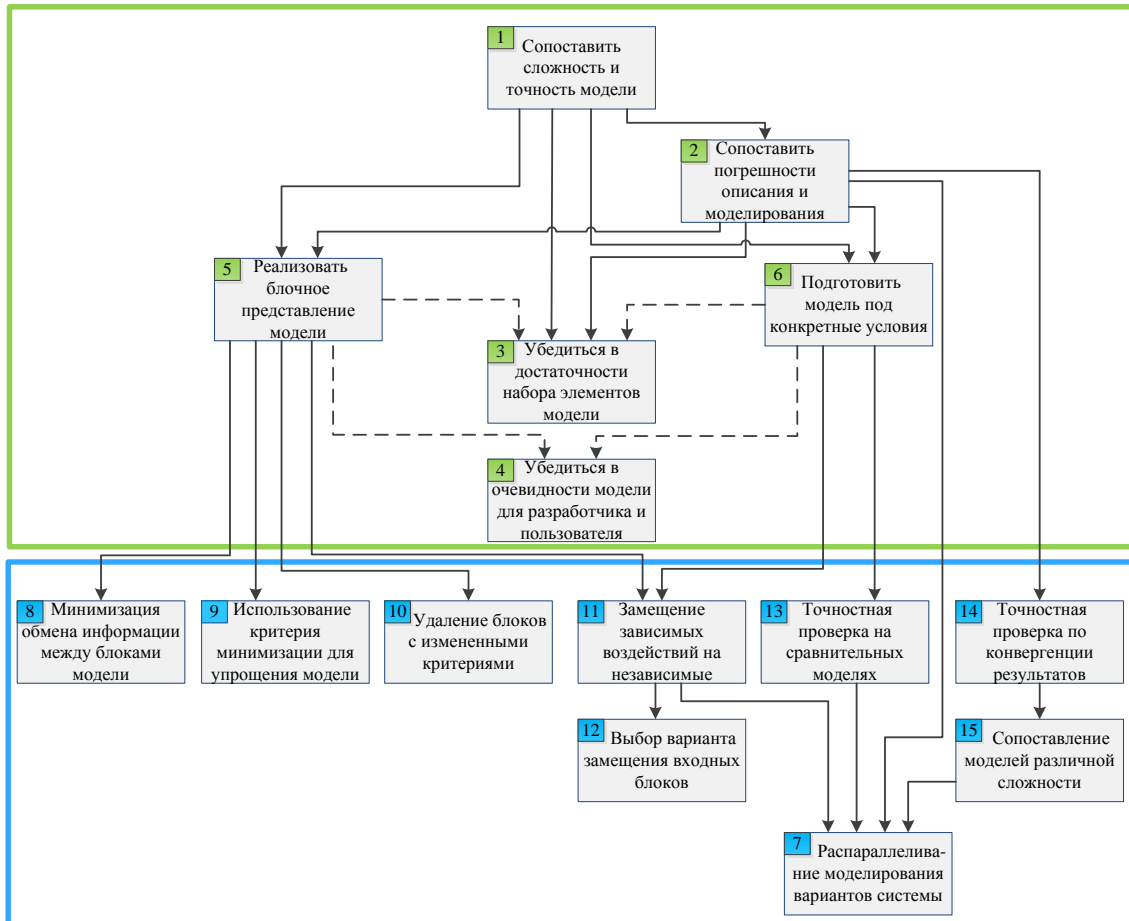 1
Сопоставить
сложность и
точность модели
2
Сопоставить
погрешности
описания и
моделирования
5
Реализовать
блочное
представление
модели
6
Подготовить
модель под
конкретные условия
3
Убедиться в
достаточности
набора элементов
модели
4
Убедиться в
очевидности модели
для разработчика и
пользователя
8
Минимизация
обмена информации
между блоками
модели
9
Использование
критерия
минимизации для
упрощения модели
10
Удаление блоков
с измененными
критериями
11
Замещение
зависимых
воздействий на
независимые
13
Точностная
проверка на
сравнительных
моделях
14
Точностная
проверка по
конвергенции
результатов
12
Выбор варианта
замещения входных
блоков
15
Сопоставление
моделей различной
сложности
7
Распараллелива-
ние моделирования
вариантов системы